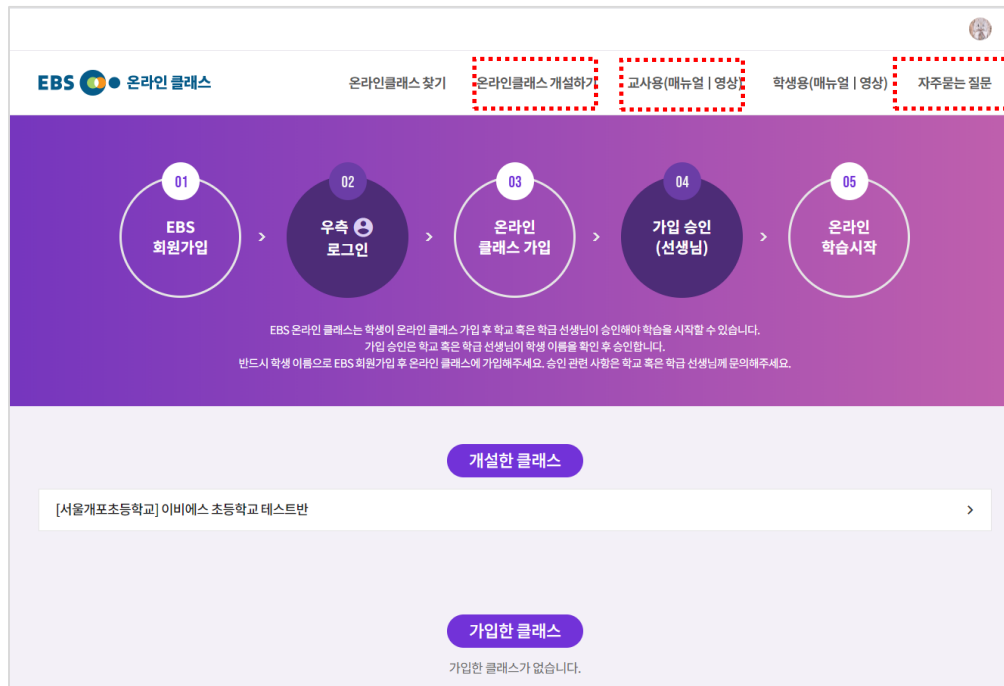 EBS 온라인 클래스
온라인클래스 찾기
온라인클래스 개설하기
교사용(매뉴얼 | 영상)
학생용(매뉴얼 | 영상)
자주묻는 질문
01
EBS
회원가입
02
우측
로그인
03
온라인
클래스 가입
04
가입 승인
(선생님)
05
온라인
학습시작
EBS 온라인 클래스는 학생이 온라인 클래스 가입 후 학교 혹은 학급 선생님이 승인해야 학습을 시작할 수 있습니다.
가입 승인은 학교 혹은 학급 선생님이 학생 이름을 확인 후 승인합니다.
반드시 학생 이름으로 EBS 회원가입 후 온라인 클래스에 가입해주세요. 승인 관련 사항은 학교 혹은 학급 선생님께 문의해주세요.
개설한 클래스
[서울개포초등학교] 이비에스 초등학교 테스트반
가입한 클래스
가입한 클래스가 없습니다.